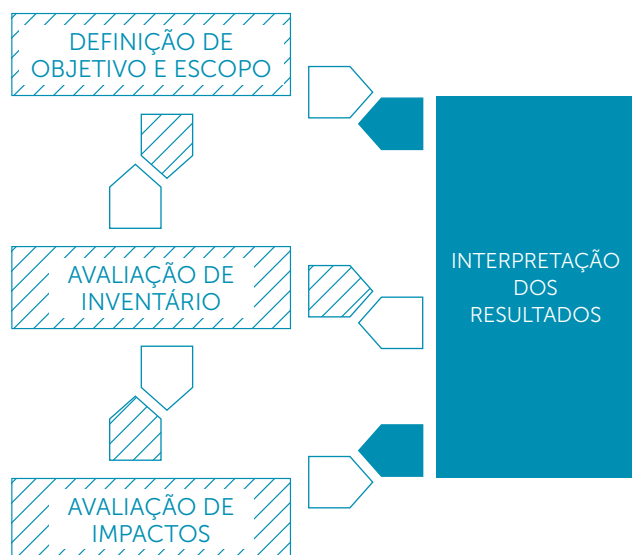 DEFINIÇÃO DE
OBJETIVO E ESCOPO
AVALIAÇÃO DE
INVENTÁRIO
INTERPRETAÇÃO
DOS
RESULTADOS
AVALIAÇÃO DE
IMPACTOS